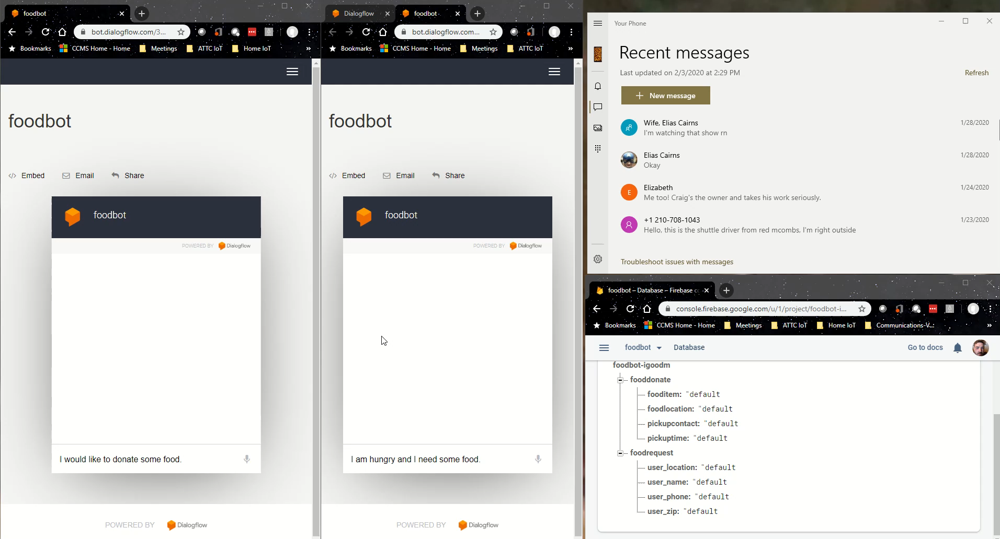 foodbot
bot.dialogflow.com/3...
Bookmarks
CCMS Home - Home
Meetings
ATTC IoT
Home IoT
»
foodbot
Embed
Email
Share
foodbot
POWERED BY Dialogflow
I would like to donate some food.
POWERED BY Dialogflow
Dialogflow
foodbot
bot.dialogflow.com...
Bookmarks
CCMS Home - Home
Meetings
ATTC IoT
»
foodbot
Embed
Email
Share
foodbot
POWERED BY Dialogflow
I am hungry and I need some food.
POWERED BY Dialogflow
Your Phone
Recent messages
Last updated on 2/3/2020 at 2:29 PM
Refresh
+ New message
Wife, Elias Cairns
1/28/2020
I'm watching that show rn
Elias Cairns
1/28/2020
Okay
E
Elizabeth
1/24/2020
Me too! Craig's the owner and takes his work seriously.
+1 210-708-1043
1/23/2020
Hello, this is the shuttle driver from red mcombs, I'm right outside
Troubleshoot issues with messages
foodbot – Database – Firebase
console.firebase.google.com/u/1/project/foodbot-i...
Bookmarks
CCMS Home - Home
Meetings
ATTC IoT
Home IoT
Communications-V...
»
foodbot
Database
Go to docs
foodbot-igoodm
fooddonate
fooditem: "default
foodlocation: "default
pickupcontact: "default
pickuptime: "default
foodrequest
user_location: "default
user_name: "default
user_phone: "default
user_zip: "default